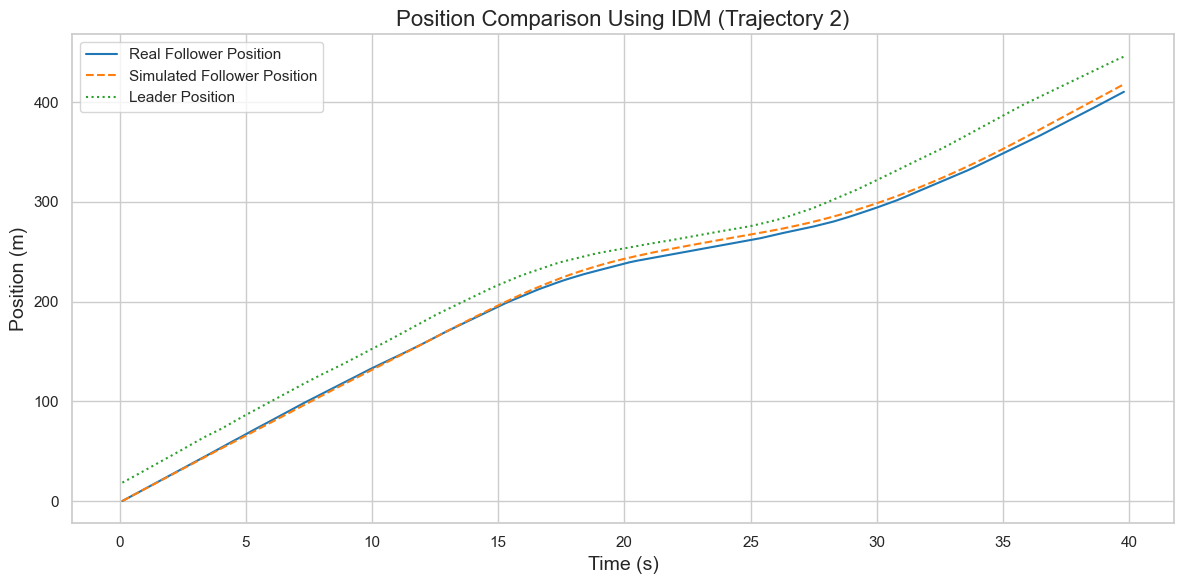 Position Comparison Using IDM (Trajectory 2)
Real Follower Position
Simulated Follower Position
Leader Position
Position (m)
400
300
200
100
0
0 5 10 15 20 25 30 35 40
Time (s)